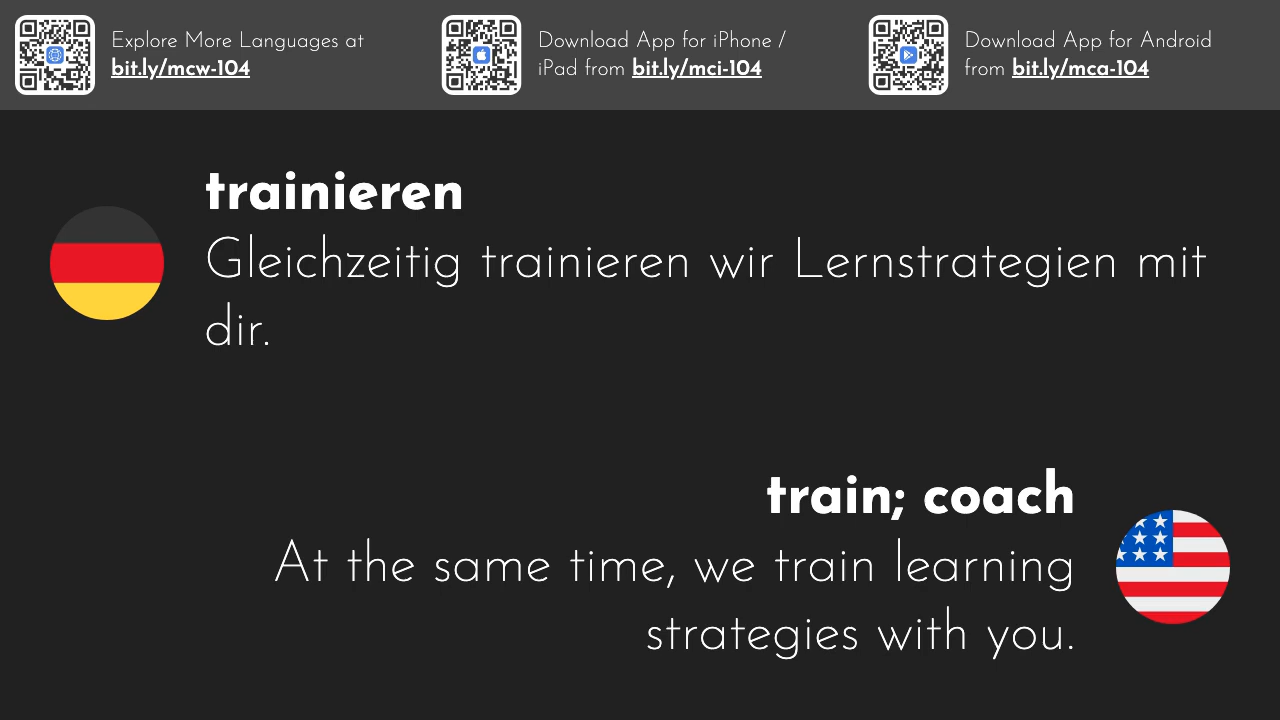 Explore More Languages at
bit.ly/mcw-104
Download App for iPhone /
iPad from bit.ly/mci-104
Download App for Android
from bit.ly/mca-104
trainieren
Gleichzeitig trainieren wir Lernstrategien mit
dir.
train; coach
At the same time, we train learning
strategies with you.